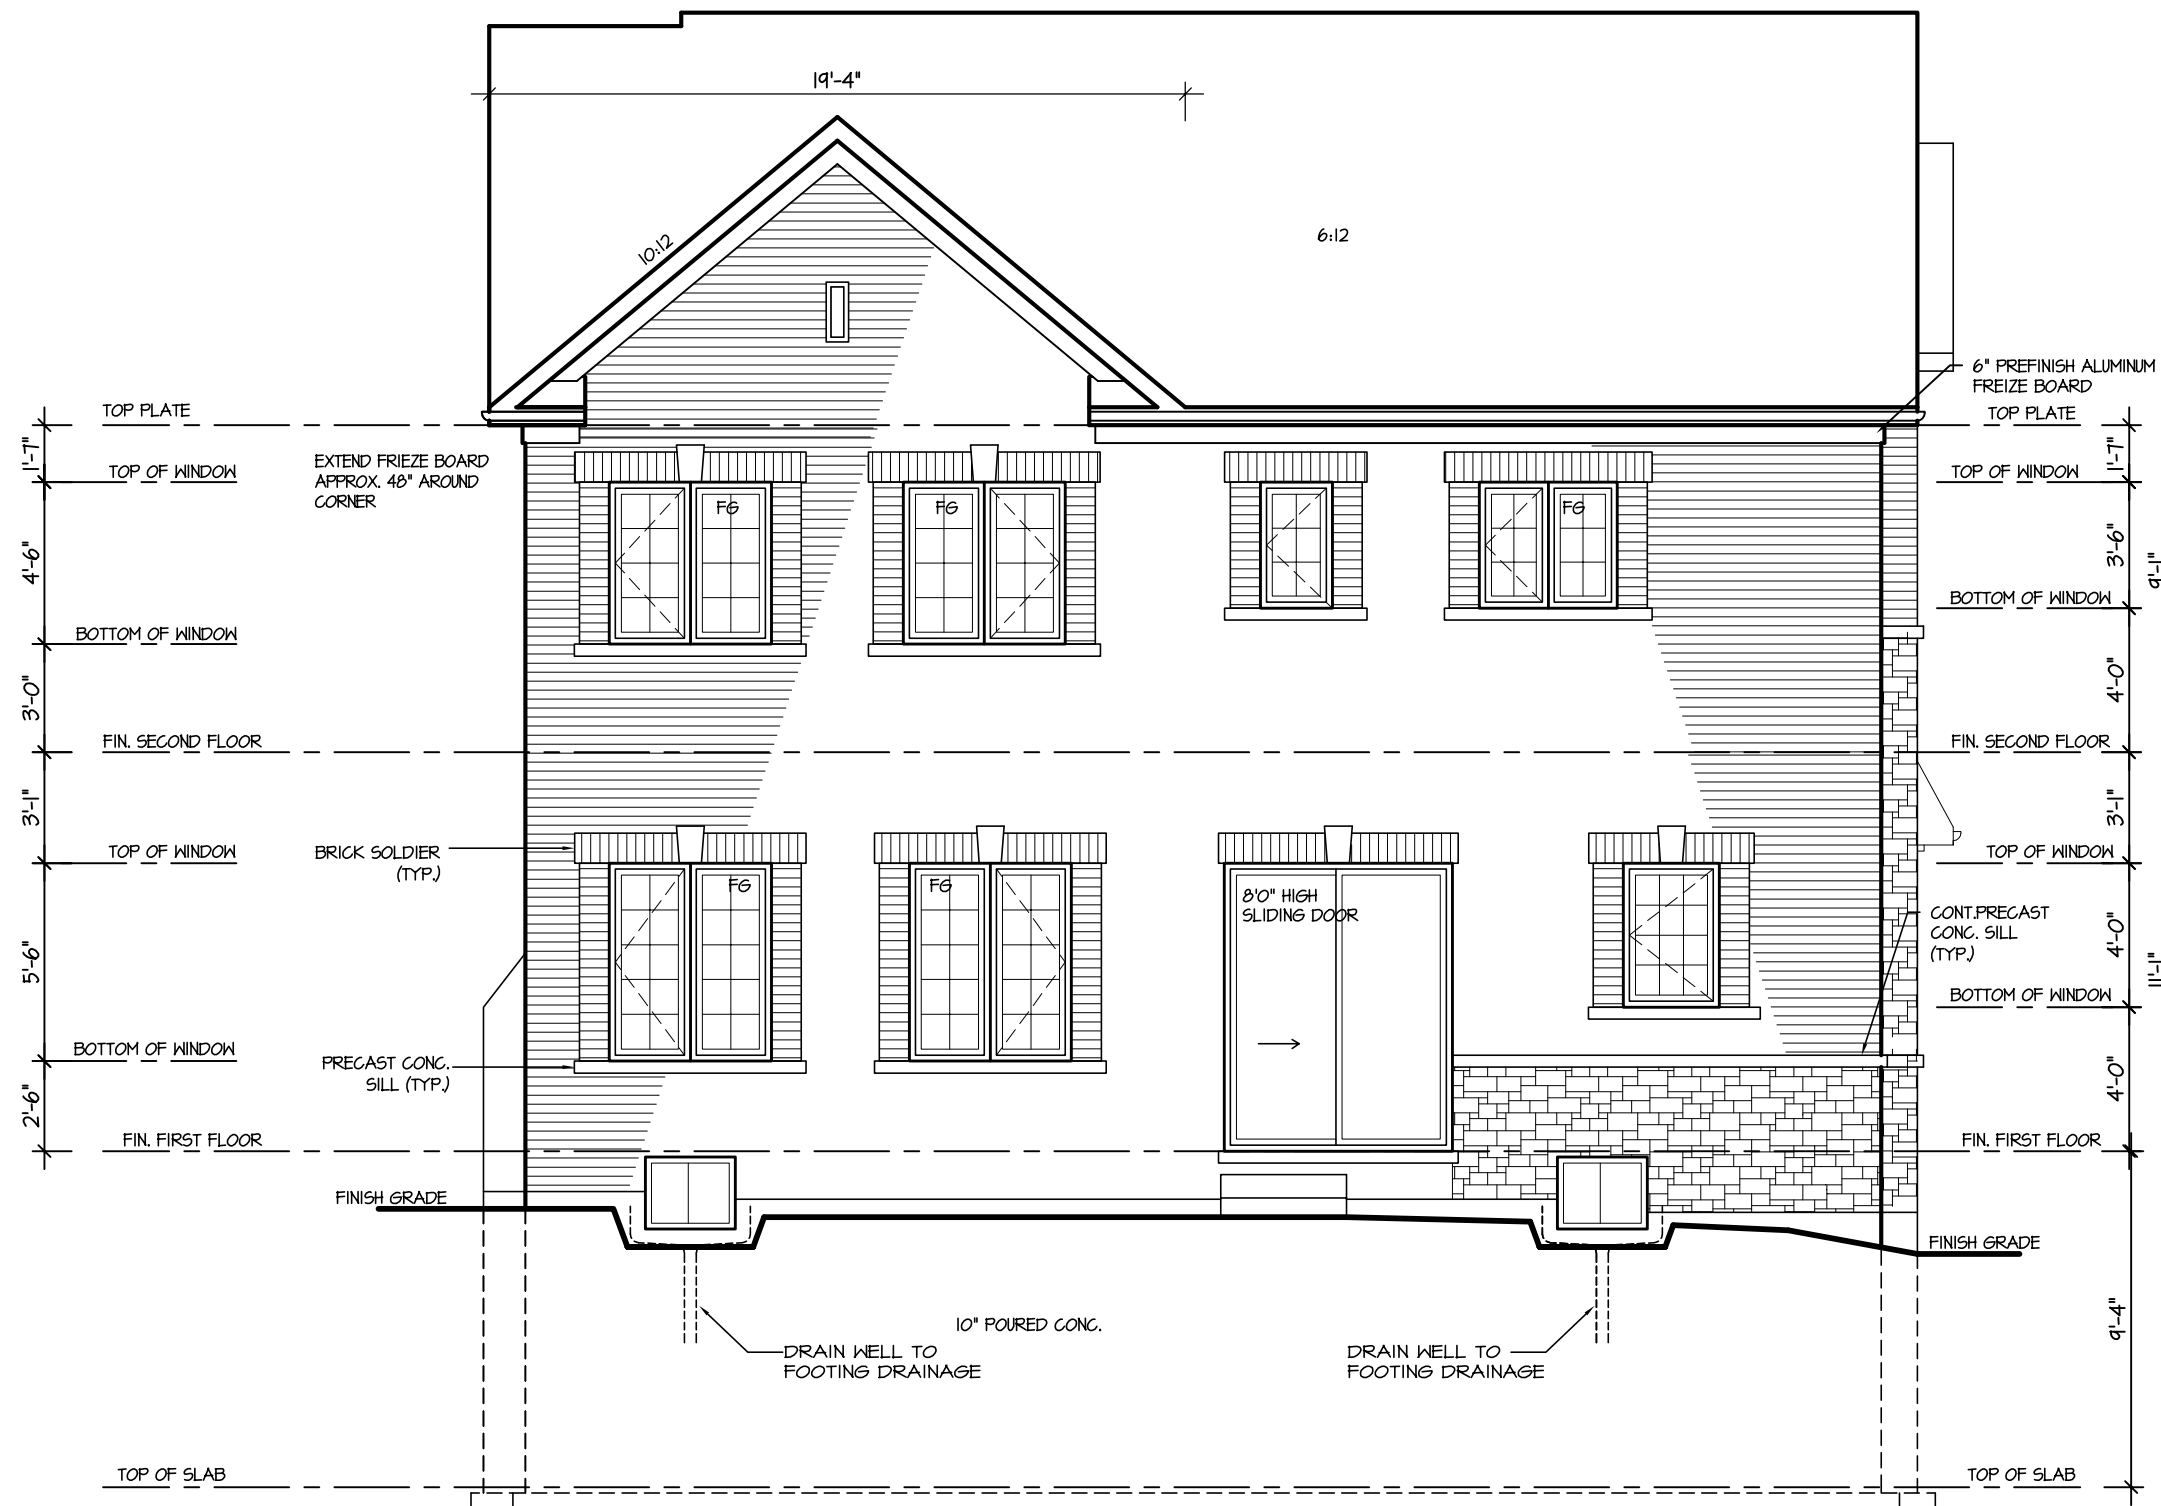 19'-4"
10:12
6:12
6" PREFINISH ALUMINUM
FREIZE BOARD
TOP PLATE
TOP PLATE
1'-7"
1'-7"
EXTEND FRIEZE BOARD
APPROX. 48" AROUND
CORNER
TOP OF WINDOW
TOP OF WINDOW
FG
FG
FG
4'-6"
3'-6"
9'-1"
BOTTOM OF WINDOW
BOTTOM OF WINDOW
3'-0"
4'-0"
FIN. SECOND FLOOR
FIN. SECOND FLOOR
3'-1"
3'-1"
BRICK SOLDIER
(TYP.)
TOP OF WINDOW
TOP OF WINDOW
FG
FG
8'0" HIGH
SLIDING DOOR
CONT.PRECAST
CONC. SILL
(TYP.)
5'-6"
4'-0"
11'-1"
BOTTOM OF WINDOW
BOTTOM OF WINDOW
PRECAST CONC.
SILL (TYP.)
2'-6"
4'-0"
FIN. FIRST FLOOR
FIN. FIRST FLOOR
FINISH GRADE
FINISH GRADE
10" POURED CONC.
DRAIN WELL TO
FOOTING DRAINAGE
DRAIN WELL TO
FOOTING DRAINAGE
9'-4"
TOP OF SLAB
TOP OF SLAB